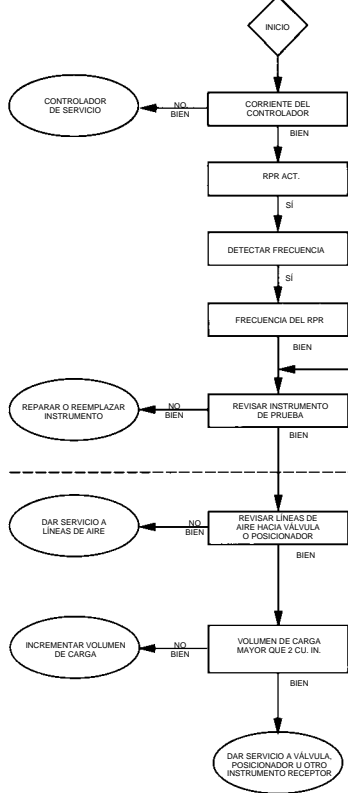 INICIO
CONTROLADOR
DE SERVICIO
NO
BIEN
CORRIENTE DEL
CONTROLADOR
BIEN
RPR ACT.
SÍ
DETECTAR FRECUENCIA
SÍ
FRECUENCIA DEL RPR
BIEN
REPARAR O REEMPLAZAR
INSTRUMENTO
NO
BIEN
REVISAR INSTRUMENTO
DE PRUEBA
BIEN
DAR SERVICIO A
LÍNEAS DE AIRE
NO
BIEN
REVISAR LÍNEAS DE
AIRE HACIA VÁLVULA
O POSICIONADOR
BIEN
INCREMENTAR VOLUMEN
DE CARGA
NO
BIEN
VOLUMEN DE CARGA
MAYOR QUE 2 CU. IN.
BIEN
DAR SERVICIO A VÁLVULA,
POSICIONADOR U OTRO
INSTRUMENTO RECEPTOR